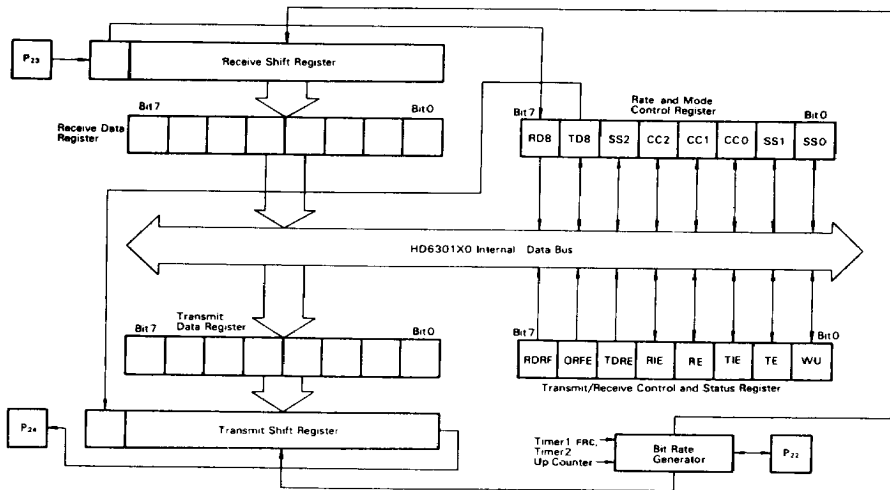 P23
Receive Shift Register
Bit 7
Bit 0
Receive Data
Register
Rate and Mode
Control Register
Bit 7
Bit 0
RD8 TD8 SS2 CC2 CC1 CC0 SS1 SS0
HD6301X0 Internal Data Bus
Transmit
Data Register
Bit 7
Bit 0
Bit 7
Bit 0
RDRF ORFE TDRE RIE RE TIE TE WU
Transmit/Receive Control and Status Register
P24
Transmit Shift Register
Timer1 FRC,
Timer2
Up Counter
Bit Rate
Generator
P22